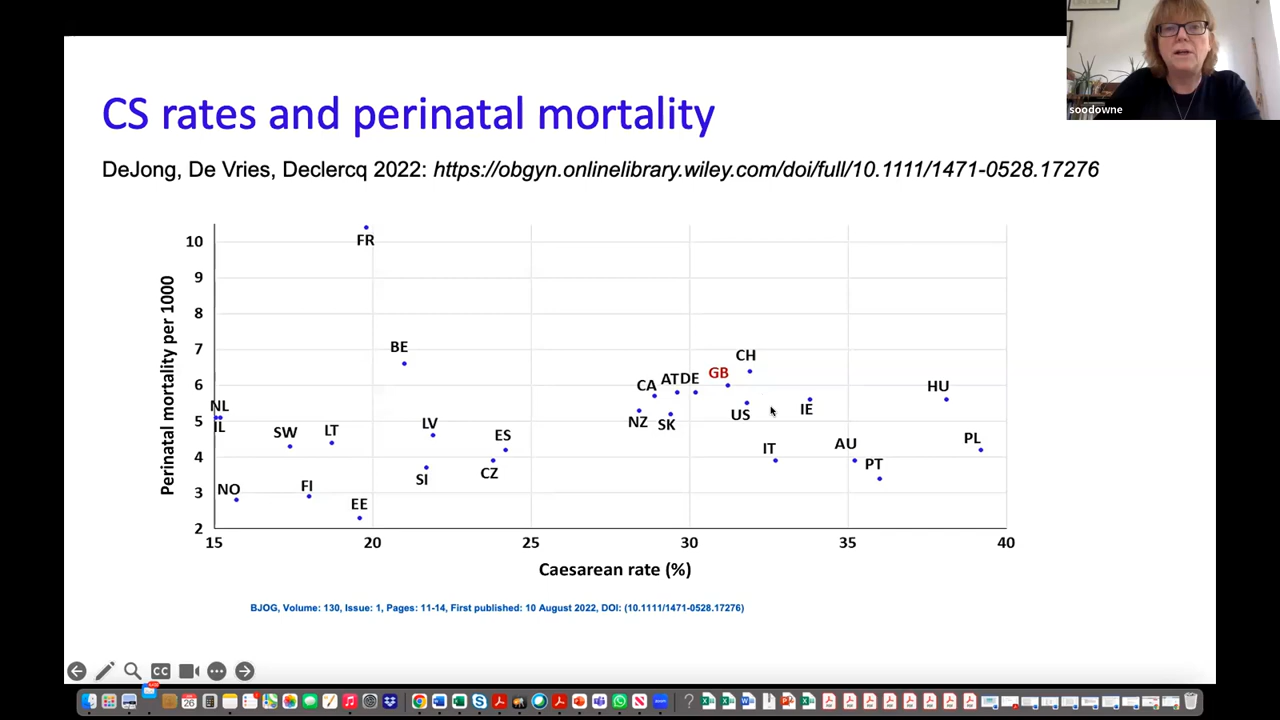 soodowne
CS rates and perinatal mortality
DeJong, De Vries, Declercq 2022: https://obgyn.onlinelibrary.wiley.com/doi/full/10.1111/1471-0528.17276
Perinatal mortality per 1000
10
9
8
7
6
5
4
3
2
FR
BE
CH
GB
AT DE
CA
HU
NL
IL
IE
US
NZ
SK
LV
SW
LT
ES
PL
AU
IT
PT
CZ
SI
NO
FI
EE
15
20
25
30
35
40
Caesarean rate (%)
BJOG, Volume: 130, Issue: 1, Pages: 11-14, First published: 10 August 2022, DOI: (10.1111/1471-0528.17276)
CC
26